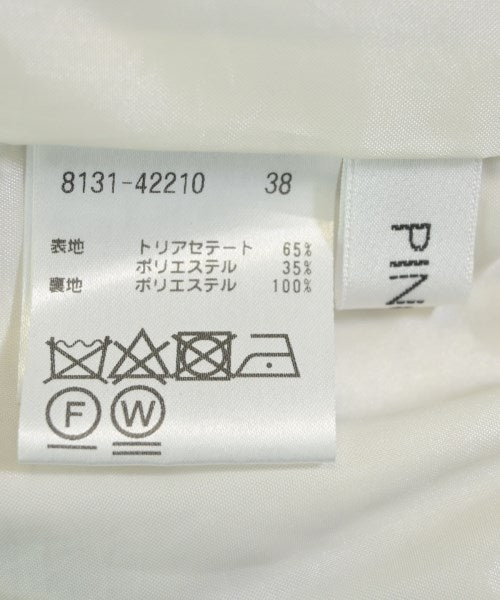 8131-42210 38
表地 トリアセテート 65%
ポリエステル 35%
裏地 ポリエステル 100%
F W
PIN